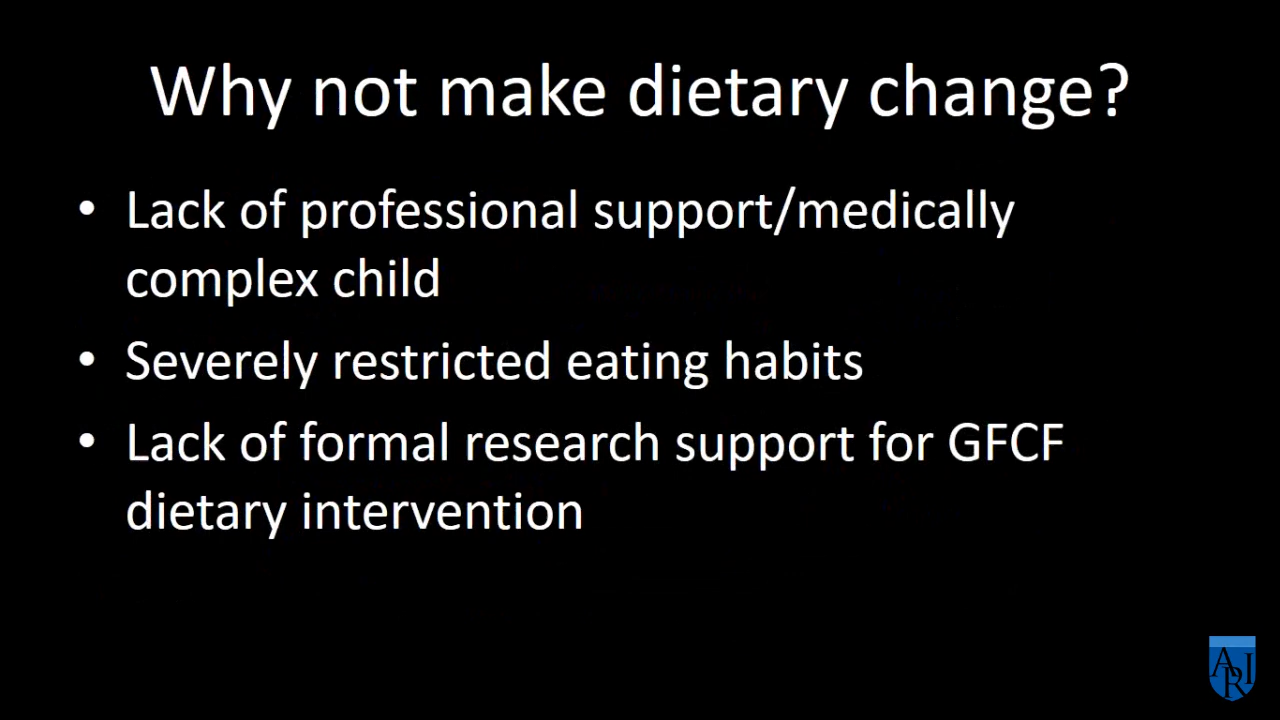 Why not make dietary change?
• Lack of professional support/medically
complex child
• Severely restricted eating habits
• Lack of formal research support for GFCF
dietary intervention
ARI